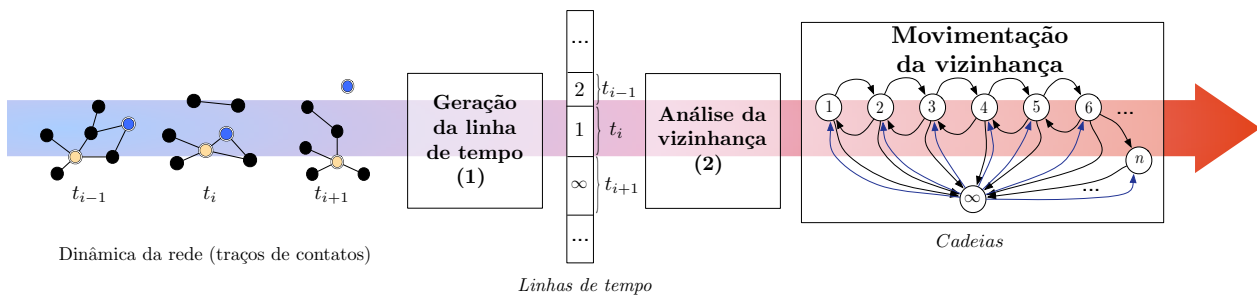 t_{i−1}
t_i
t_{i+1}
Dinâmica da rede (traços de contatos)
Geração
da linha
de tempo
(1)
...
2
1
∞
...
t_{i−1}
t_i
t_{i+1}
Linhas de tempo
Análise da
vizinhança
(2)
Movimentação
da vizinhança
1
2
3
4
5
6
...
n
...
∞
Cadeias